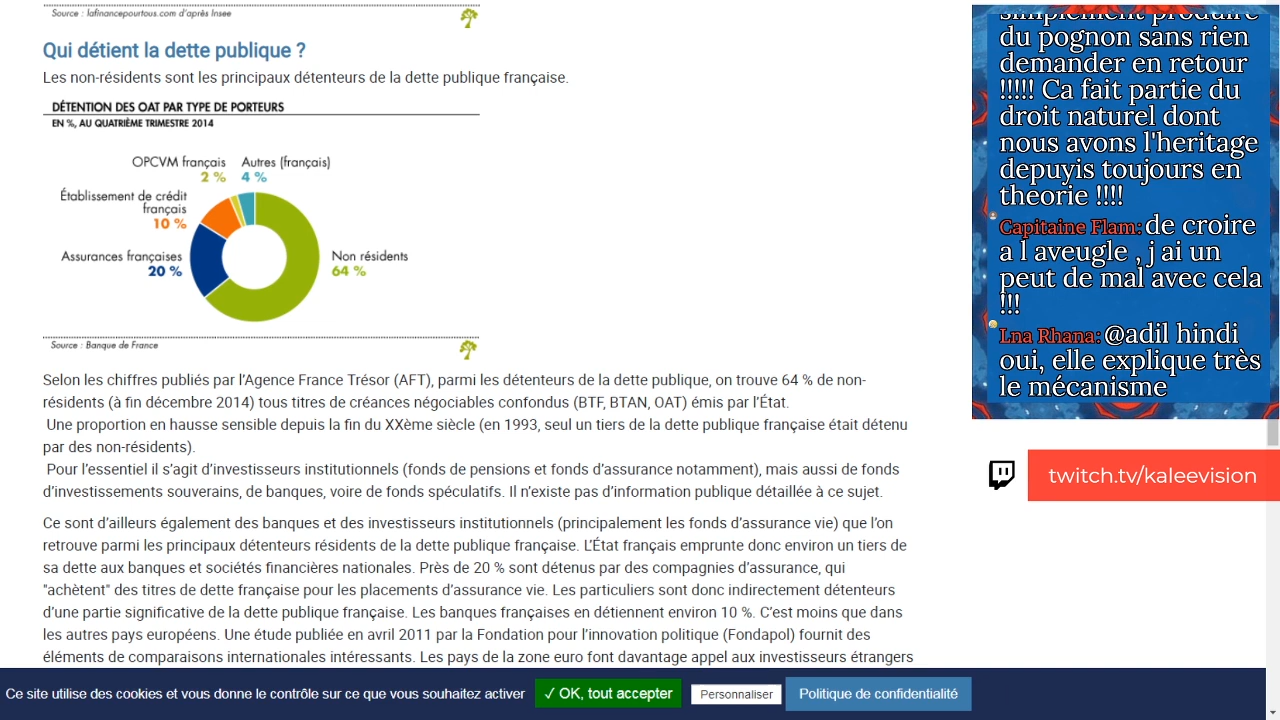 Source : lafinancepourtous.com d'après Insee
Qui détient la dette publique ?
Les non-résidents sont les principaux détenteurs de la dette publique française.
DÉTENTION DES OAT PAR TYPE DE PORTEURS
EN %, AU QUATRIÈME TRIMESTRE 2014
OPCVM français
2 %
Autres (français)
4 %
Établissement de crédit
français
10 %
Assurances françaises
20 %
Non résidents
64 %
Source : Banque de France
Selon les chiffres publiés par l'Agence France Trésor (AFT), parmi les détenteurs de la dette publique, on trouve 64 % de non-
résidents (à fin décembre 2014) tous titres de créances négociables confondus (BTF, BTAN, OAT) émis par l'État.
Une proportion en hausse sensible depuis la fin du XXème siècle (en 1993, seul un tiers de la dette publique française était détenu
par des non-résidents).
Pour l'essentiel il s'agit d'investisseurs institutionnels (fonds de pensions et fonds d'assurance notamment), mais aussi de fonds
d'investissements souverains, de banques, voire de fonds spéculatifs. Il n'existe pas d'information publique détaillée à ce sujet.
Ce sont d'ailleurs également des banques et des investisseurs institutionnels (principalement les fonds d'assurance vie) que l'on
retrouve parmi les principaux détenteurs résidents de la dette publique française. L'État français emprunte donc environ un tiers de
sa dette aux banques et sociétés financières nationales. Près de 20 % sont détenus par des compagnies d'assurance, qui
"achètent" des titres de dette française pour les placements d'assurance vie. Les particuliers sont donc indirectement détenteurs
d'une partie significative de la dette publique française. Les banques françaises en détiennent environ 10 %. C'est moins que dans
les autres pays européens. Une étude publiée en avril 2011 par la Fondation pour l'innovation politique (Fondapol) fournit des
éléments de comparaisons internationales intéressants. Les pays de la zone euro font davantage appel aux investisseurs étrangers
Ce site utilise des cookies et vous donne le contrôle sur ce que vous souhaitez activer
✓ OK, tout accepter
Personnaliser
Politique de confidentialité
simplement produire
du pognon sans rien
demander en retour
!!!!! Ca fait partie du
droit naturel dont
nous avons l'heritage
depuyis toujours en
theorie !!!!
Capitaine Flam: de croire
a l aveugle , j ai un
peut de mal avec cela
!!!
Lna Rhana: @adil hindi
oui, elle explique très
le mécanisme
twitch.tv/kaleevision